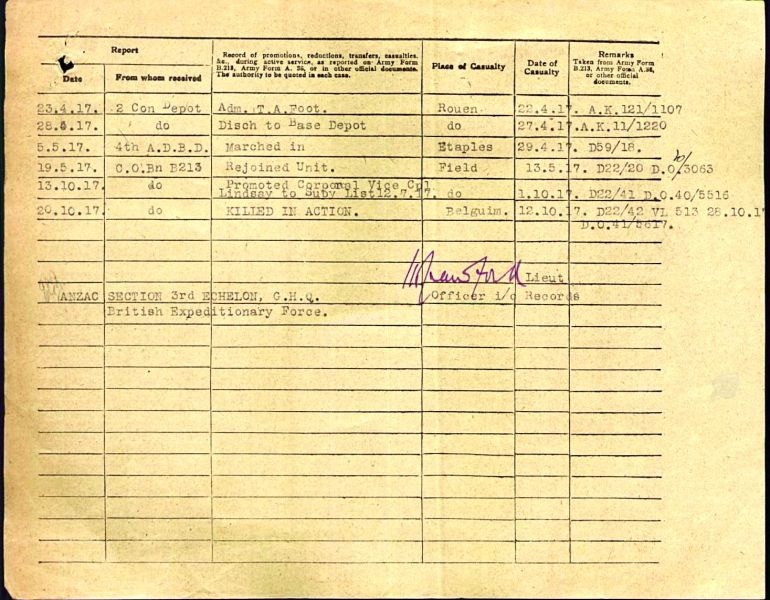 Report
Date
From whom received
Record of promotions, reductions, transfers, casualties, &c., during active service, as reported on Army Form B.213, Army Form A. 36, or in other official documents. The authority to be quoted in each case.
Place of Casualty
Date of Casualty
Remarks
Taken from Army Form B.213, Army Form A.36, or other official documents.
23.4.17. 2 Con Depot Adm. T.A.Foot. Rouen 22.4.17. A.K.121/1107
28.4.17. do Disch to Base Depot do 27.4.17. A.K.11/1220
5.5.17. 4th A.D.B.D. Marched in Etaples 29.4.17. D59/18.
19.5.17. C.O.Bn B213 Rejoined Unit. Field 13.5.17. D22/20 D.O./3063
13.10.17. do Promoted Corporal Vice Cpl
Lindsay to Suby List 12.7.17. do 1.10.17. D22/41 D.O.40/5516
20.10.17. do KILLED IN ACTION. Belguim. 12.10.17. D22/42 VL 513 28.10.17
D.O.41/5617.
Lieut
ANZAC SECTION 3rd ECHELON, G.H.Q. Officer i/c Records
British Expeditionary Force.